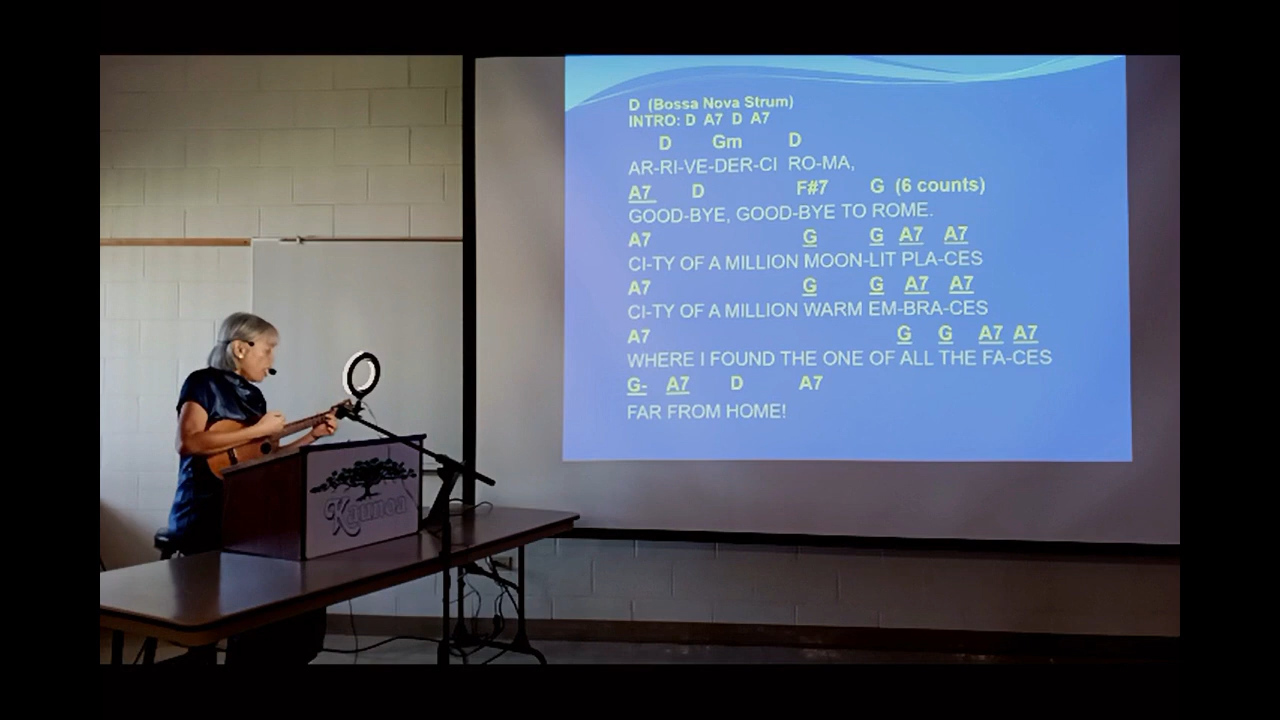 D (Bossa Nova Strum)
INTRO: D A7 D A7
D Gm D
AR-RI-VE-DER-CI RO-MA,
A7 D F#7 G (6 counts)
GOOD-BYE, GOOD-BYE TO ROME.
A7 G G A7 A7
CI-TY OF A MILLION MOON-LIT PLA-CES
A7 G G A7 A7
CI-TY OF A MILLION WARM EM-BRA-CES
A7 G G A7 A7
WHERE I FOUND THE ONE OF ALL THE FA-CES
G- A7 D A7
FAR FROM HOME!
Kaunoa